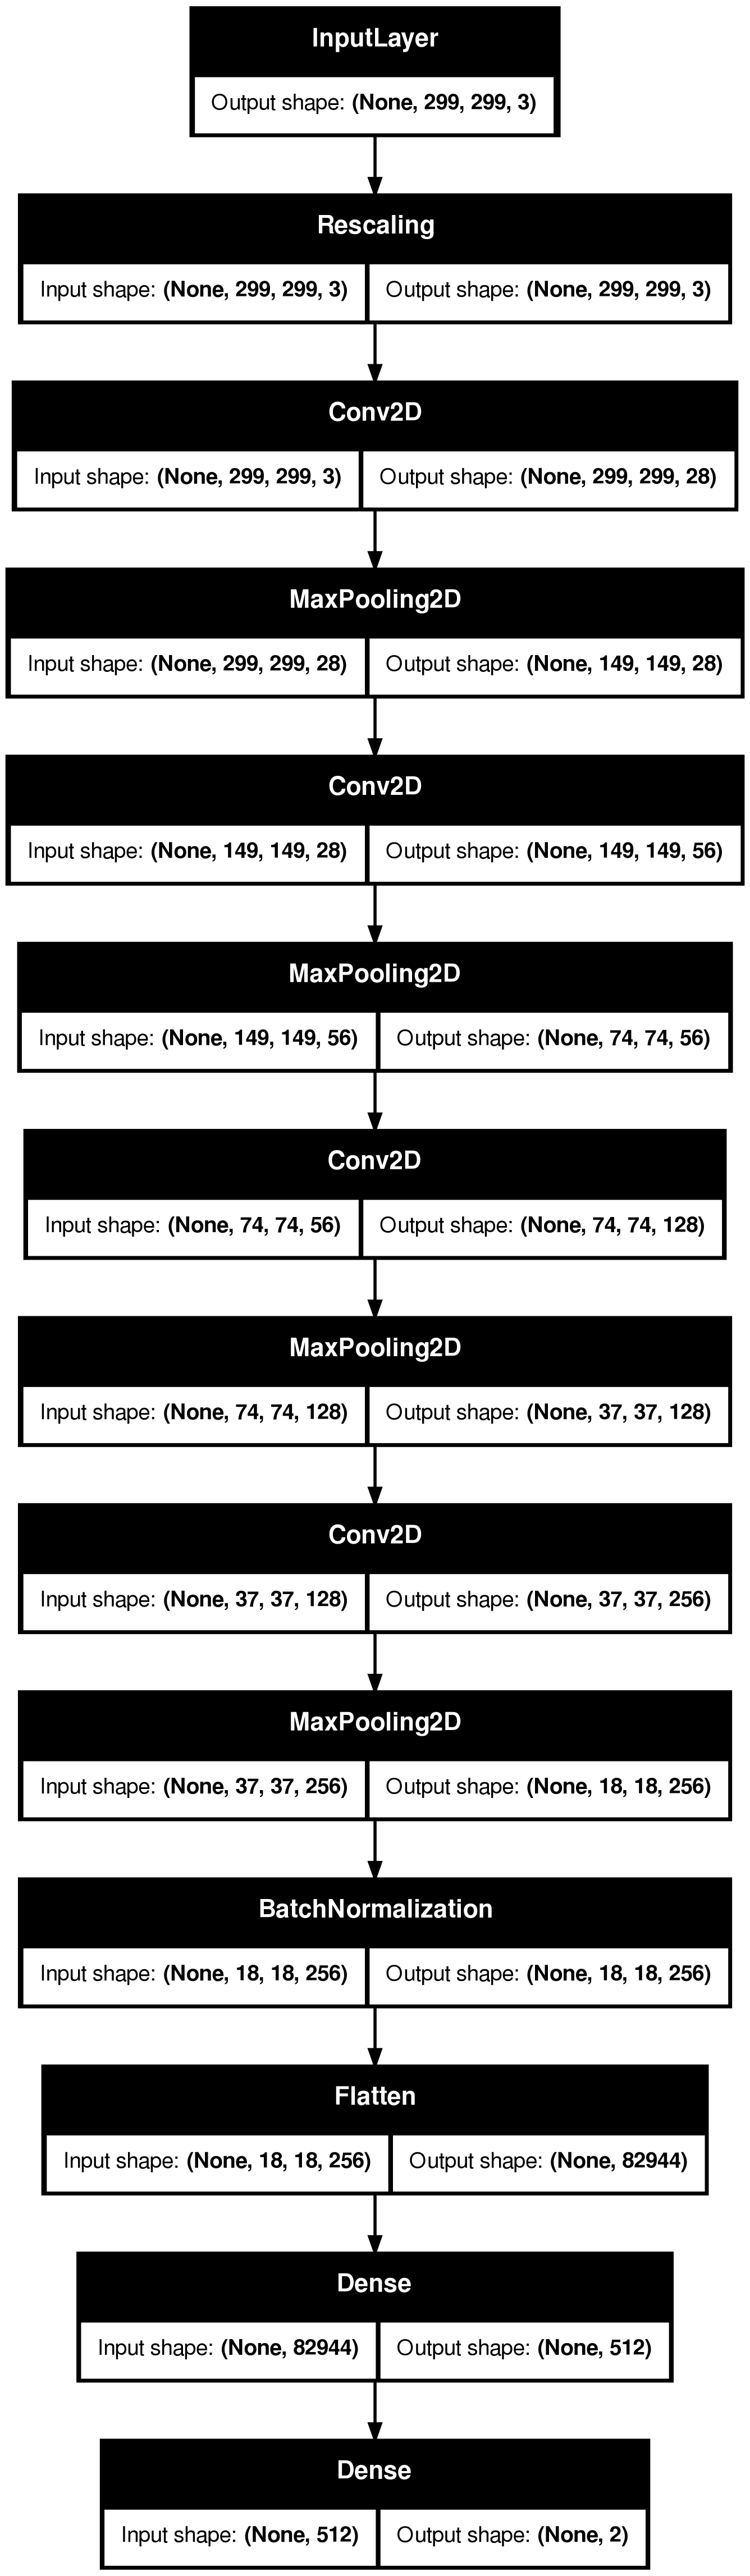 InputLayer
Output shape: (None, 299, 299, 3)
Rescaling
Input shape: (None, 299, 299, 3) Output shape: (None, 299, 299, 3)
Conv2D
Input shape: (None, 299, 299, 3) Output shape: (None, 299, 299, 28)
MaxPooling2D
Input shape: (None, 299, 299, 28) Output shape: (None, 149, 149, 28)
Conv2D
Input shape: (None, 149, 149, 28) Output shape: (None, 149, 149, 56)
MaxPooling2D
Input shape: (None, 149, 149, 56) Output shape: (None, 74, 74, 56)
Conv2D
Input shape: (None, 74, 74, 56) Output shape: (None, 74, 74, 128)
MaxPooling2D
Input shape: (None, 74, 74, 128) Output shape: (None, 37, 37, 128)
Conv2D
Input shape: (None, 37, 37, 128) Output shape: (None, 37, 37, 256)
MaxPooling2D
Input shape: (None, 37, 37, 256) Output shape: (None, 18, 18, 256)
BatchNormalization
Input shape: (None, 18, 18, 256) Output shape: (None, 18, 18, 256)
Flatten
Input shape: (None, 18, 18, 256) Output shape: (None, 82944)
Dense
Input shape: (None, 82944) Output shape: (None, 512)
Dense
Input shape: (None, 512) Output shape: (None, 2)